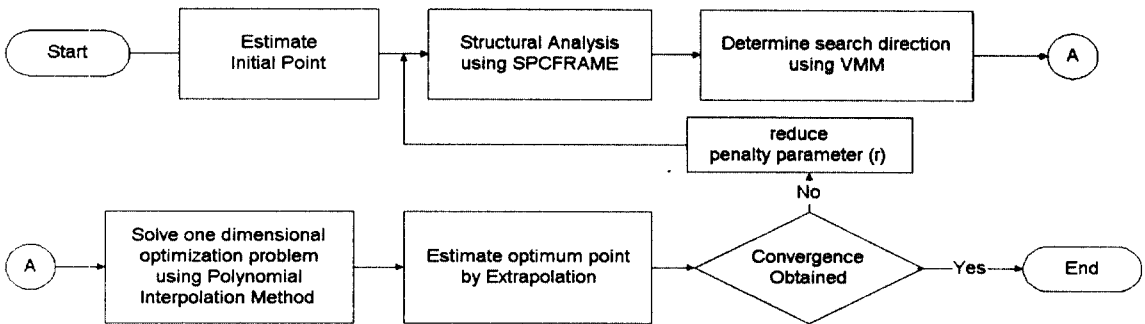 Start
Estimate
Initial Point
Structural Analysis
using SPCFRAME
Determine search direction
using VMM
A
reduce
penalty parameter (r)
No
A
Solve one dimensional
optimization problem
using Polynomial
Interpolation Method
Estimate optimum point
by Extrapolation
Convergence
Obtained
Yes
End